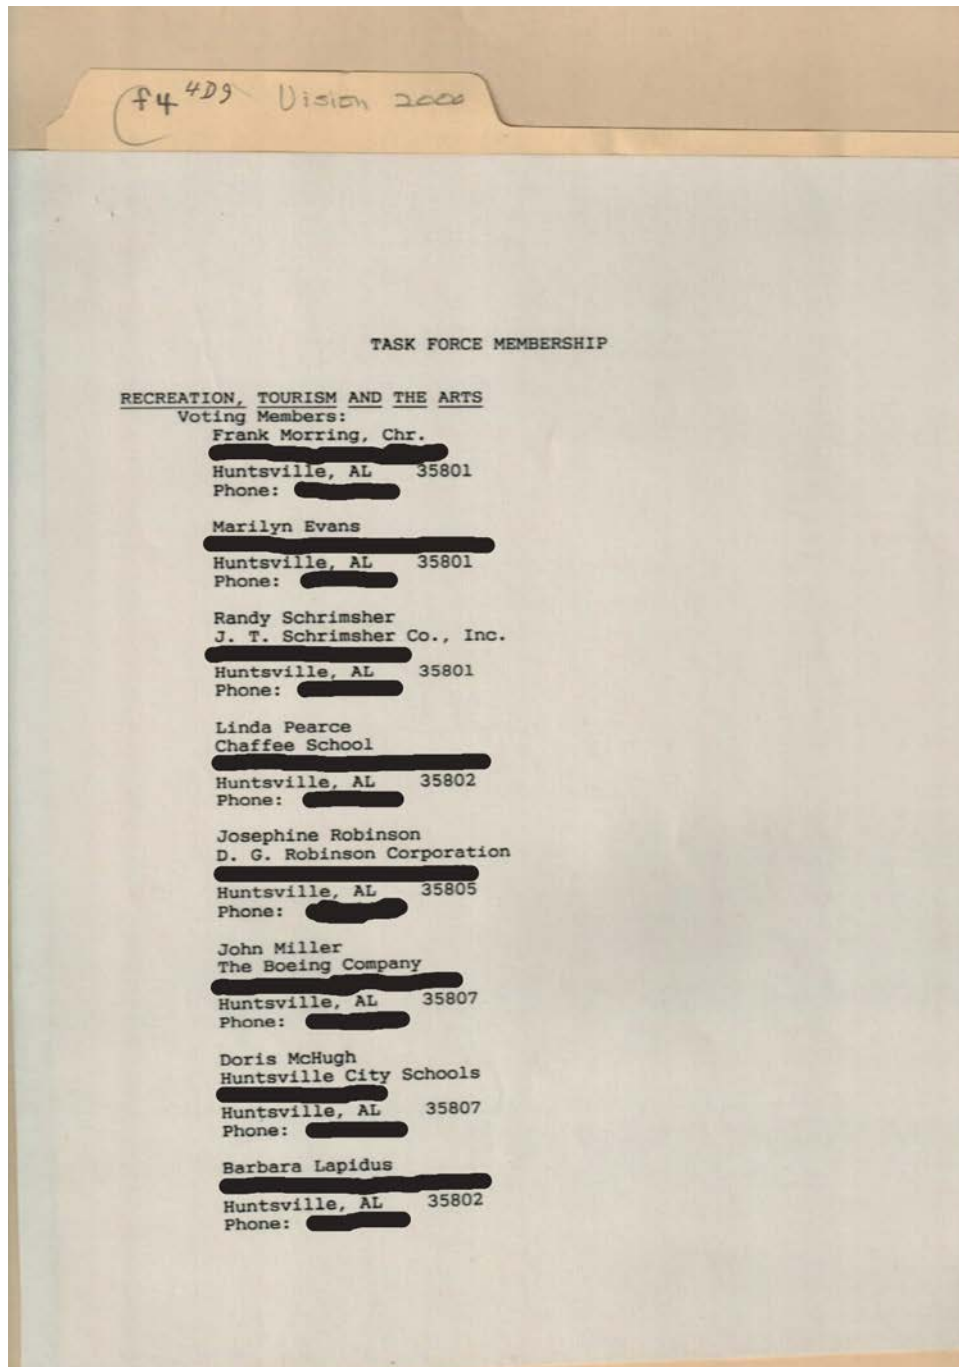 f4 4D9 Vision 2000
TASK FORCE MEMBERSHIP
RECREATION, TOURISM AND THE ARTS
Voting Members:
Frank Morring, Chr.
Huntsville, AL 35801
Phone:
Marilyn Evans
Huntsville, AL 35801
Phone:
Randy Schrimsher
J. T. Schrimsher Co., Inc.
Huntsville, AL 35801
Phone:
Linda Pearce
Chaffee School
Huntsville, AL 35802
Phone:
Josephine Robinson
D. G. Robinson Corporation
Huntsville, AL 35805
Phone:
John Miller
The Boeing Company
Huntsville, AL 35807
Phone:
Doris McHugh
Huntsville City Schools
Huntsville, AL 35807
Phone:
Barbara Lapidus
Huntsville, AL 35802
Phone: